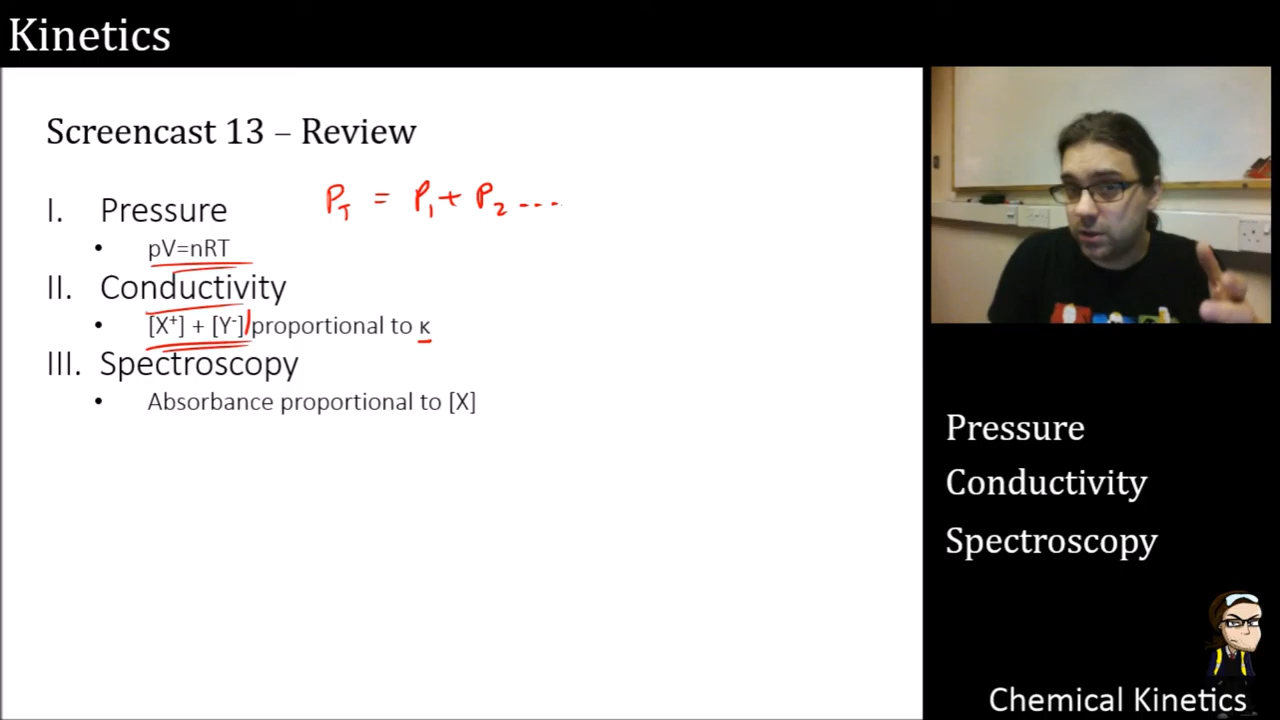 Kinetics
Screencast 13 – Review
I. Pressure
P_T = P_1 + P_2 ....
• pV=nRT
II. Conductivity
• [X⁺] + [Y⁻] proportional to κ
III. Spectroscopy
• Absorbance proportional to [X]
Pressure
Conductivity
Spectroscopy
Chemical Kinetics